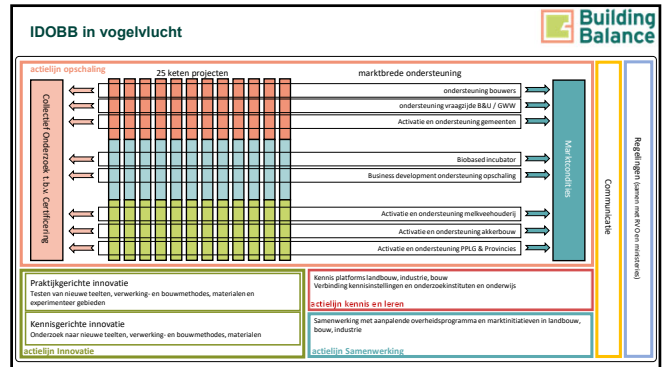 IDOBB in vogelvlucht
Building
Balance
actielijn opschaling
25 keten projecten
marktbrede ondersteuning
Collectief Onderzoek t.b.v. Certificering
ondersteuning bouwers
ondersteuning vraagzijde B&U / GWW
Activatie en ondersteuning gemeenten
Biobased incubator
Business development ondersteuning opschaling
Activatie en ondersteuning melkveehouderij
Activatie en ondersteuning akkerbouw
Activatie en ondersteuning PPLG & Provincies
Marktcondities
Communicatie
Regelingen (samen met RVO en ministeries)
Praktijkgerichte innovatie
Testen van nieuwe teelten, verwerking- en bouwmethodes, materialen en
experimenteer gebieden
Kennisgerichte innovatie
Onderzoek naar nieuwe teelten, verwerking- en bouwmethodes, materialen
actielijn Innovatie
Kennis platforms landbouw, industrie, bouw
Verbinding kennisinstellingen en onderzoekinstituten en onderwijs
actielijn kennis en leren
Samenwerking met aanpalende overheidsprogramma en marktinitiatieven in landbouw,
bouw, industrie
actielijn Samenwerking